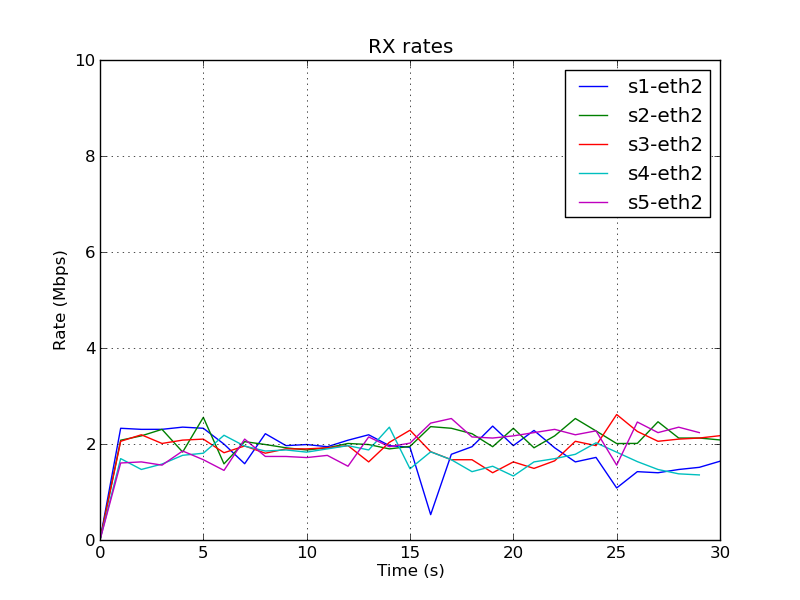 RX rates
10
8
6
4
2
0
Rate (Mbps)
s1-eth2
s2-eth2
s3-eth2
s4-eth2
s5-eth2
0 5 10 15 20 25 30
Time (s)